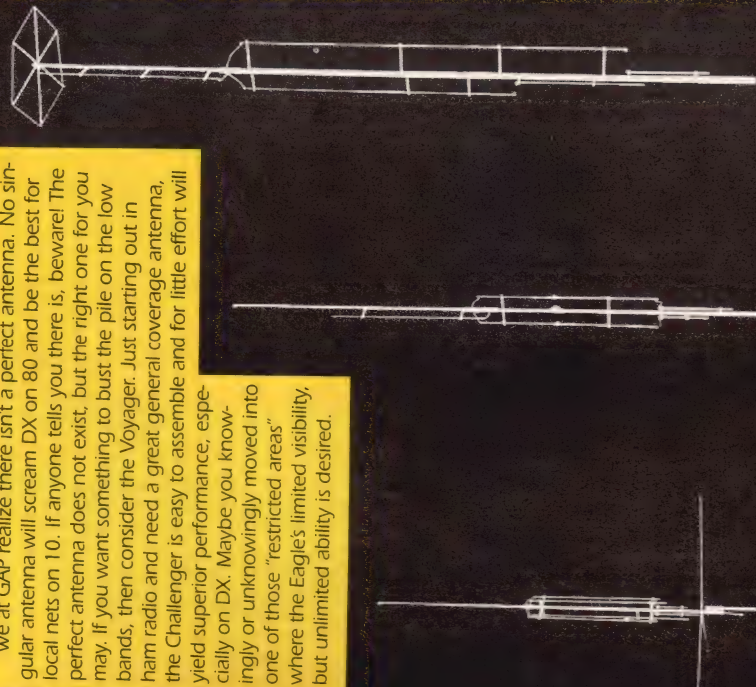 we at GAP realize there isn't a perfect antenna. No sin-
gular antenna will scream DX on 80 and be the best for
local nets on 10. If anyone tells you there is, beware! The
perfect antenna does not exist, but the right one for you
may. If you want something to bust the pile on the low
bands, then consider the Voyager. Just starting out in
ham radio and need a great general coverage antenna,
the Challenger is easy to assemble and for little effort will
yield superior performance, espe-
cially on DX. Maybe you know-
ingly or unknowingly moved into
one of those "restricted areas"
where the Eagle's limited visibility,
but unlimited ability is desired.